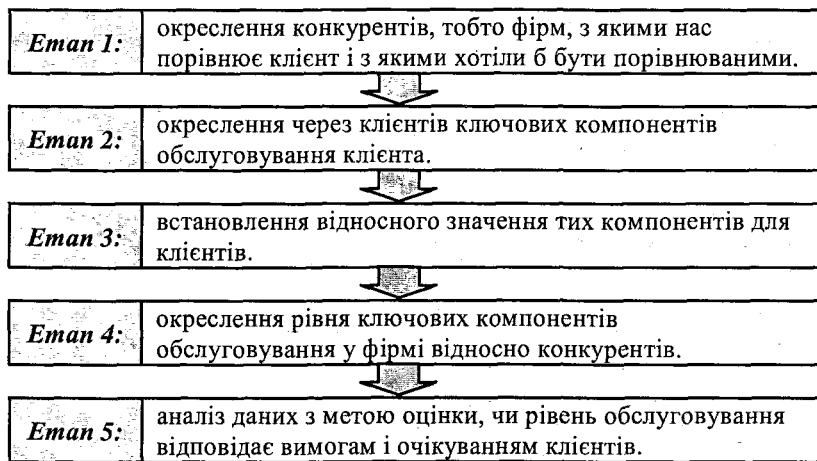 Етап 1:
окреслення конкурентів, тобто фірм, з якими нас
порівнює клієнт і з якими хотіли б бути порівнюваними.
Етап 2:
окреслення через клієнтів ключових компонентів
обслуговування клієнта.
Етап 3:
встановлення відносного значення тих компонентів для
клієнтів.
Етап 4:
окреслення рівня ключових компонентів
обслуговування у фірмі відносно конкурентів.
Етап 5:
аналіз даних з метою оцінки, чи рівень обслуговування
відповідає вимогам і очікуванням клієнтів.